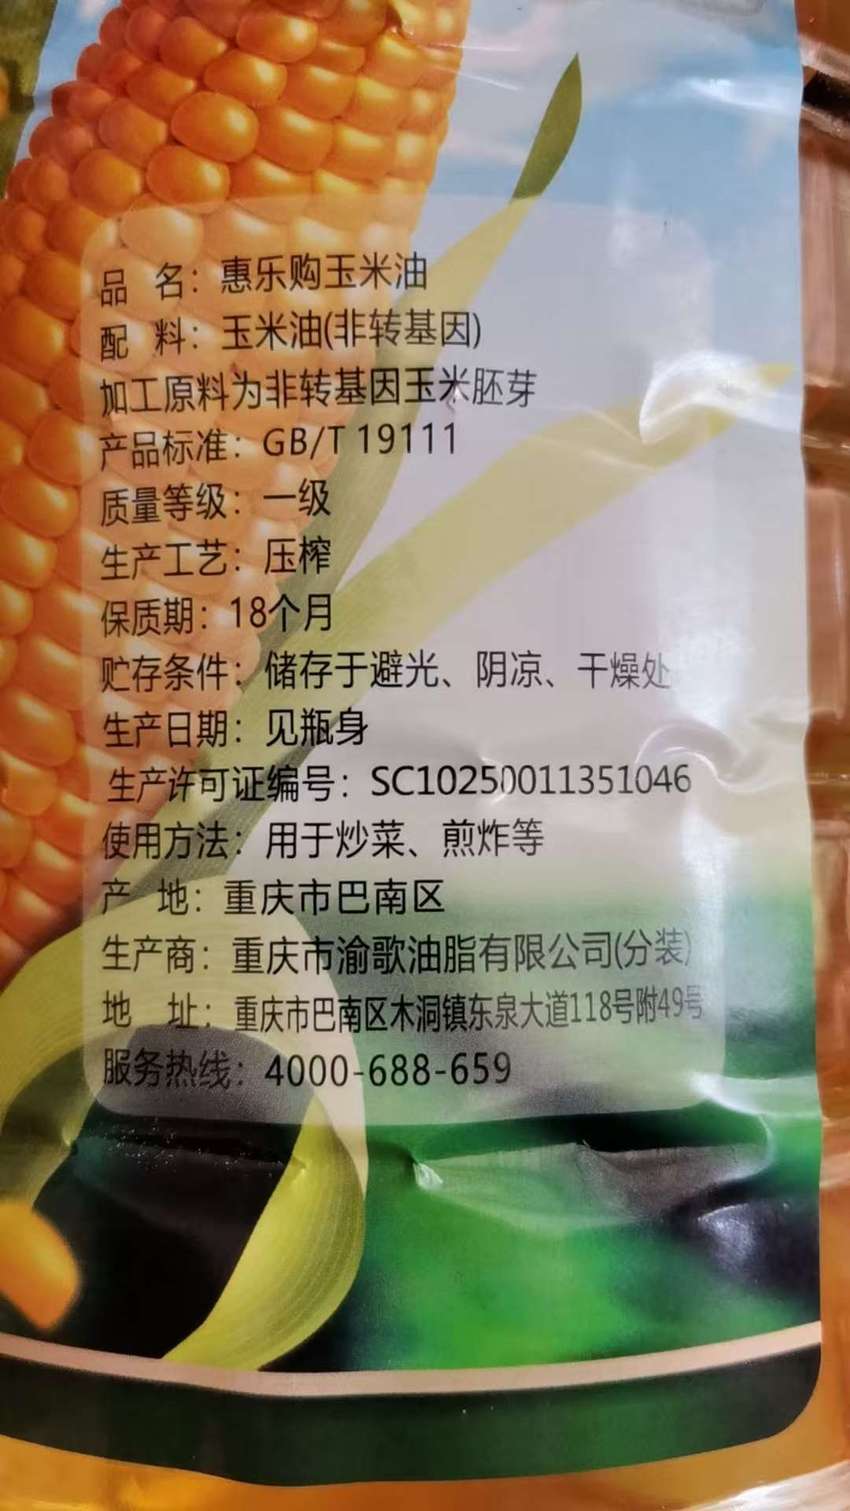 品 名：惠乐购玉米油
配 料：玉米油(非转基因)
加工原料为非转基因玉米胚芽
产品标准：GB/T 19111
质量等级：一级
生产工艺：压榨
保质期：18个月
贮存条件：储存于避光、阴凉、干燥处
生产日期：见瓶身
生产许可证编号：SC10250011351046
使用方法：用于炒菜、煎炸等
产 地：重庆市巴南区
生产商：重庆市渝歌油脂有限公司(分装)
地 址：重庆市巴南区木洞镇东泉大道118号附49号
服务热线：4000-688-659